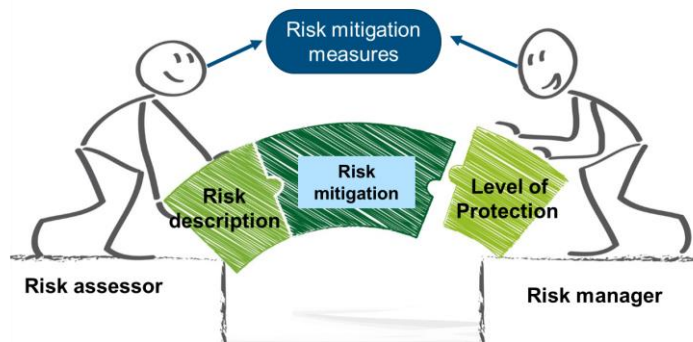 Risk mitigation
measures
Risk
description
Risk
mitigation
Level of
Protection
Risk assessor
Risk manager